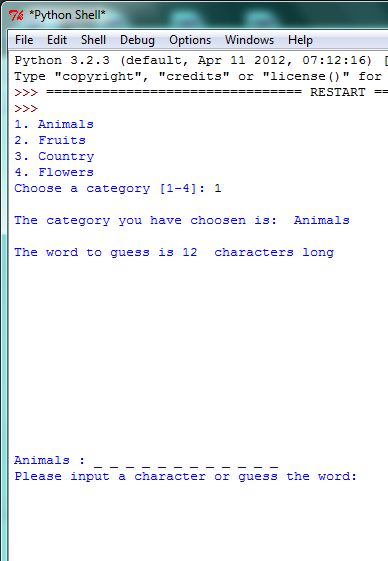 *Python Shell*
File Edit Shell Debug Options Windows Help
Python 3.2.3 (default, Apr 11 2012, 07:12:16) [
Type "copyright", "credits" or "license()" for
>>> ================================ RESTART ==
>>>
1. Animals
2. Fruits
3. Country
4. Flowers
Choose a category [1-4]: 1
The category you have choosen is:  Animals
The word to guess is 12  characters long
Animals : _ _ _ _ _ _ _ _ _ _ _ _
Please input a character or guess the word: